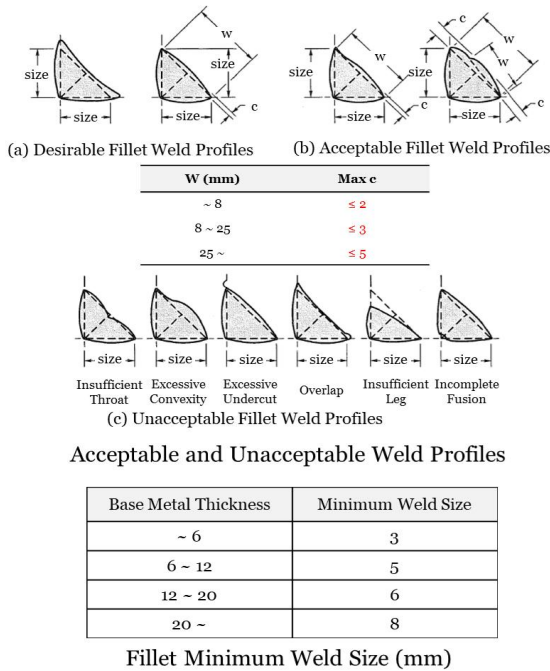 c
w
size
size
size
size
c
(a) Desirable Fillet Weld Profiles
w
size
size
c
c
w
w
size
size
c
(b) Acceptable Fillet Weld Profiles
W (mm) Max c
~ 8 ≤ 2
8 ~ 25 ≤ 3
25 ~ ≤ 5
size size size size size size
Insufficient Throat
Excessive Convexity
Excessive Undercut
Overlap
Insufficient Leg
Incomplete Fusion
(c) Unacceptable Fillet Weld Profiles
Acceptable and Unacceptable Weld Profiles
Base Metal Thickness Minimum Weld Size
~ 6 3
6 ~ 12 5
12 ~ 20 6
20 ~ 8
Fillet Minimum Weld Size (mm)